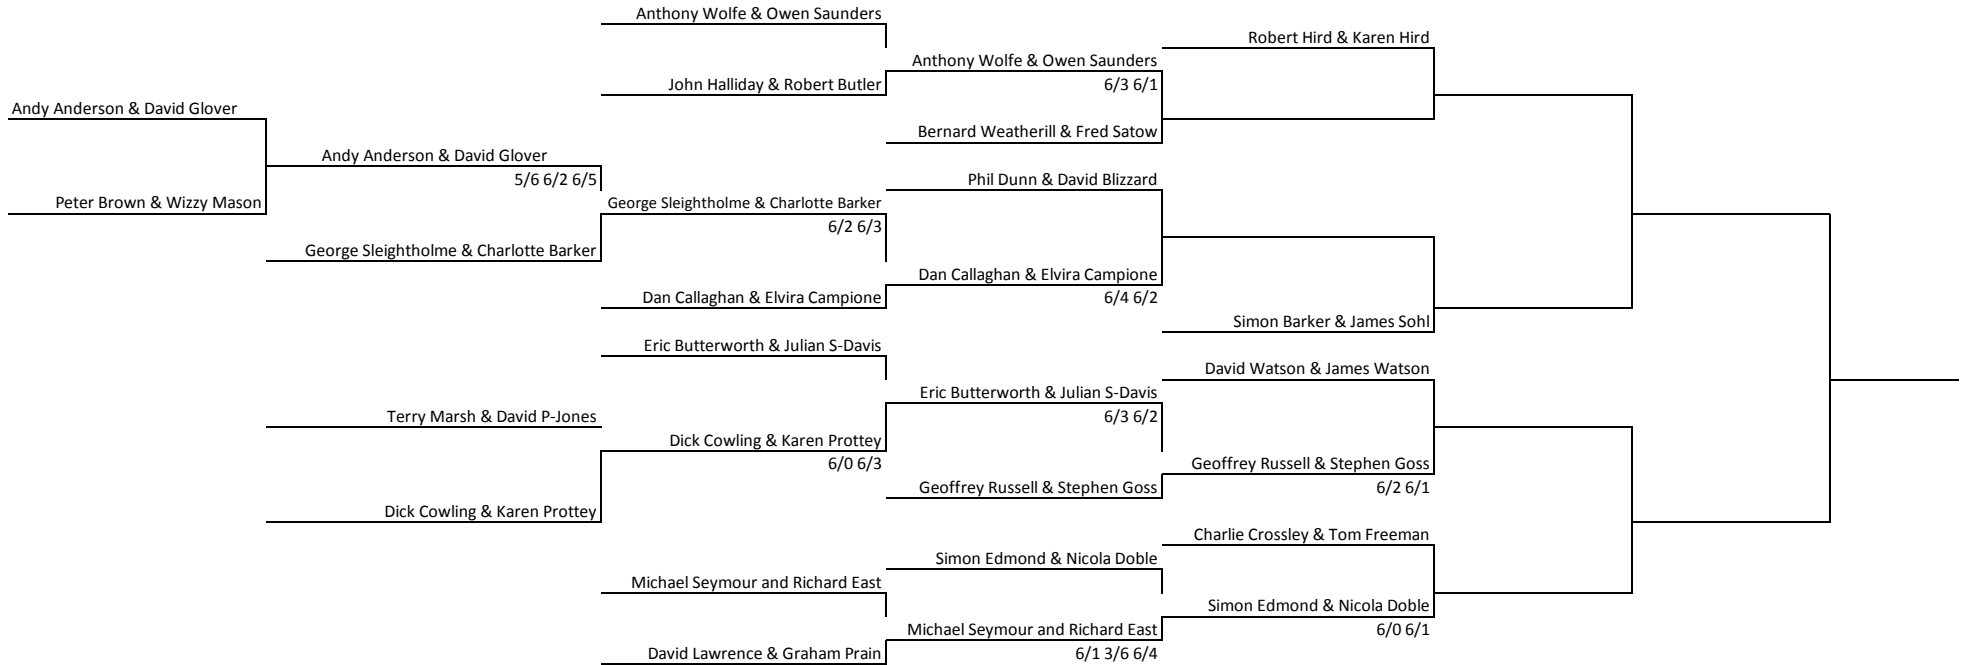 Anthony Wolfe & Owen Saunders
Robert Hird & Karen Hird
Anthony Wolfe & Owen Saunders
John Halliday & Robert Butler
6/3 6/1
Andy Anderson & David Glover
Bernard Weatherill & Fred Satow
Andy Anderson & David Glover
5/6 6/2 6/5
Phil Dunn & David Blizzard
Peter Brown & Wizzy Mason
George Sleightholme & Charlotte Barker
6/2 6/3
George Sleightholme & Charlotte Barker
Dan Callaghan & Elvira Campione
Dan Callaghan & Elvira Campione
6/4 6/2
Simon Barker & James Sohl
Eric Butterworth & Julian S-Davis
David Watson & James Watson
Eric Butterworth & Julian S-Davis
Terry Marsh & David P-Jones
6/3 6/2
Dick Cowling & Karen Prottey
6/0 6/3
Geoffrey Russell & Stephen Goss
Geoffrey Russell & Stephen Goss
6/2 6/1
Dick Cowling & Karen Prottey
Charlie Crossley & Tom Freeman
Simon Edmond & Nicola Doble
Michael Seymour and Richard East
Simon Edmond & Nicola Doble
Michael Seymour and Richard East
6/0 6/1
David Lawrence & Graham Prain
6/1 3/6 6/4